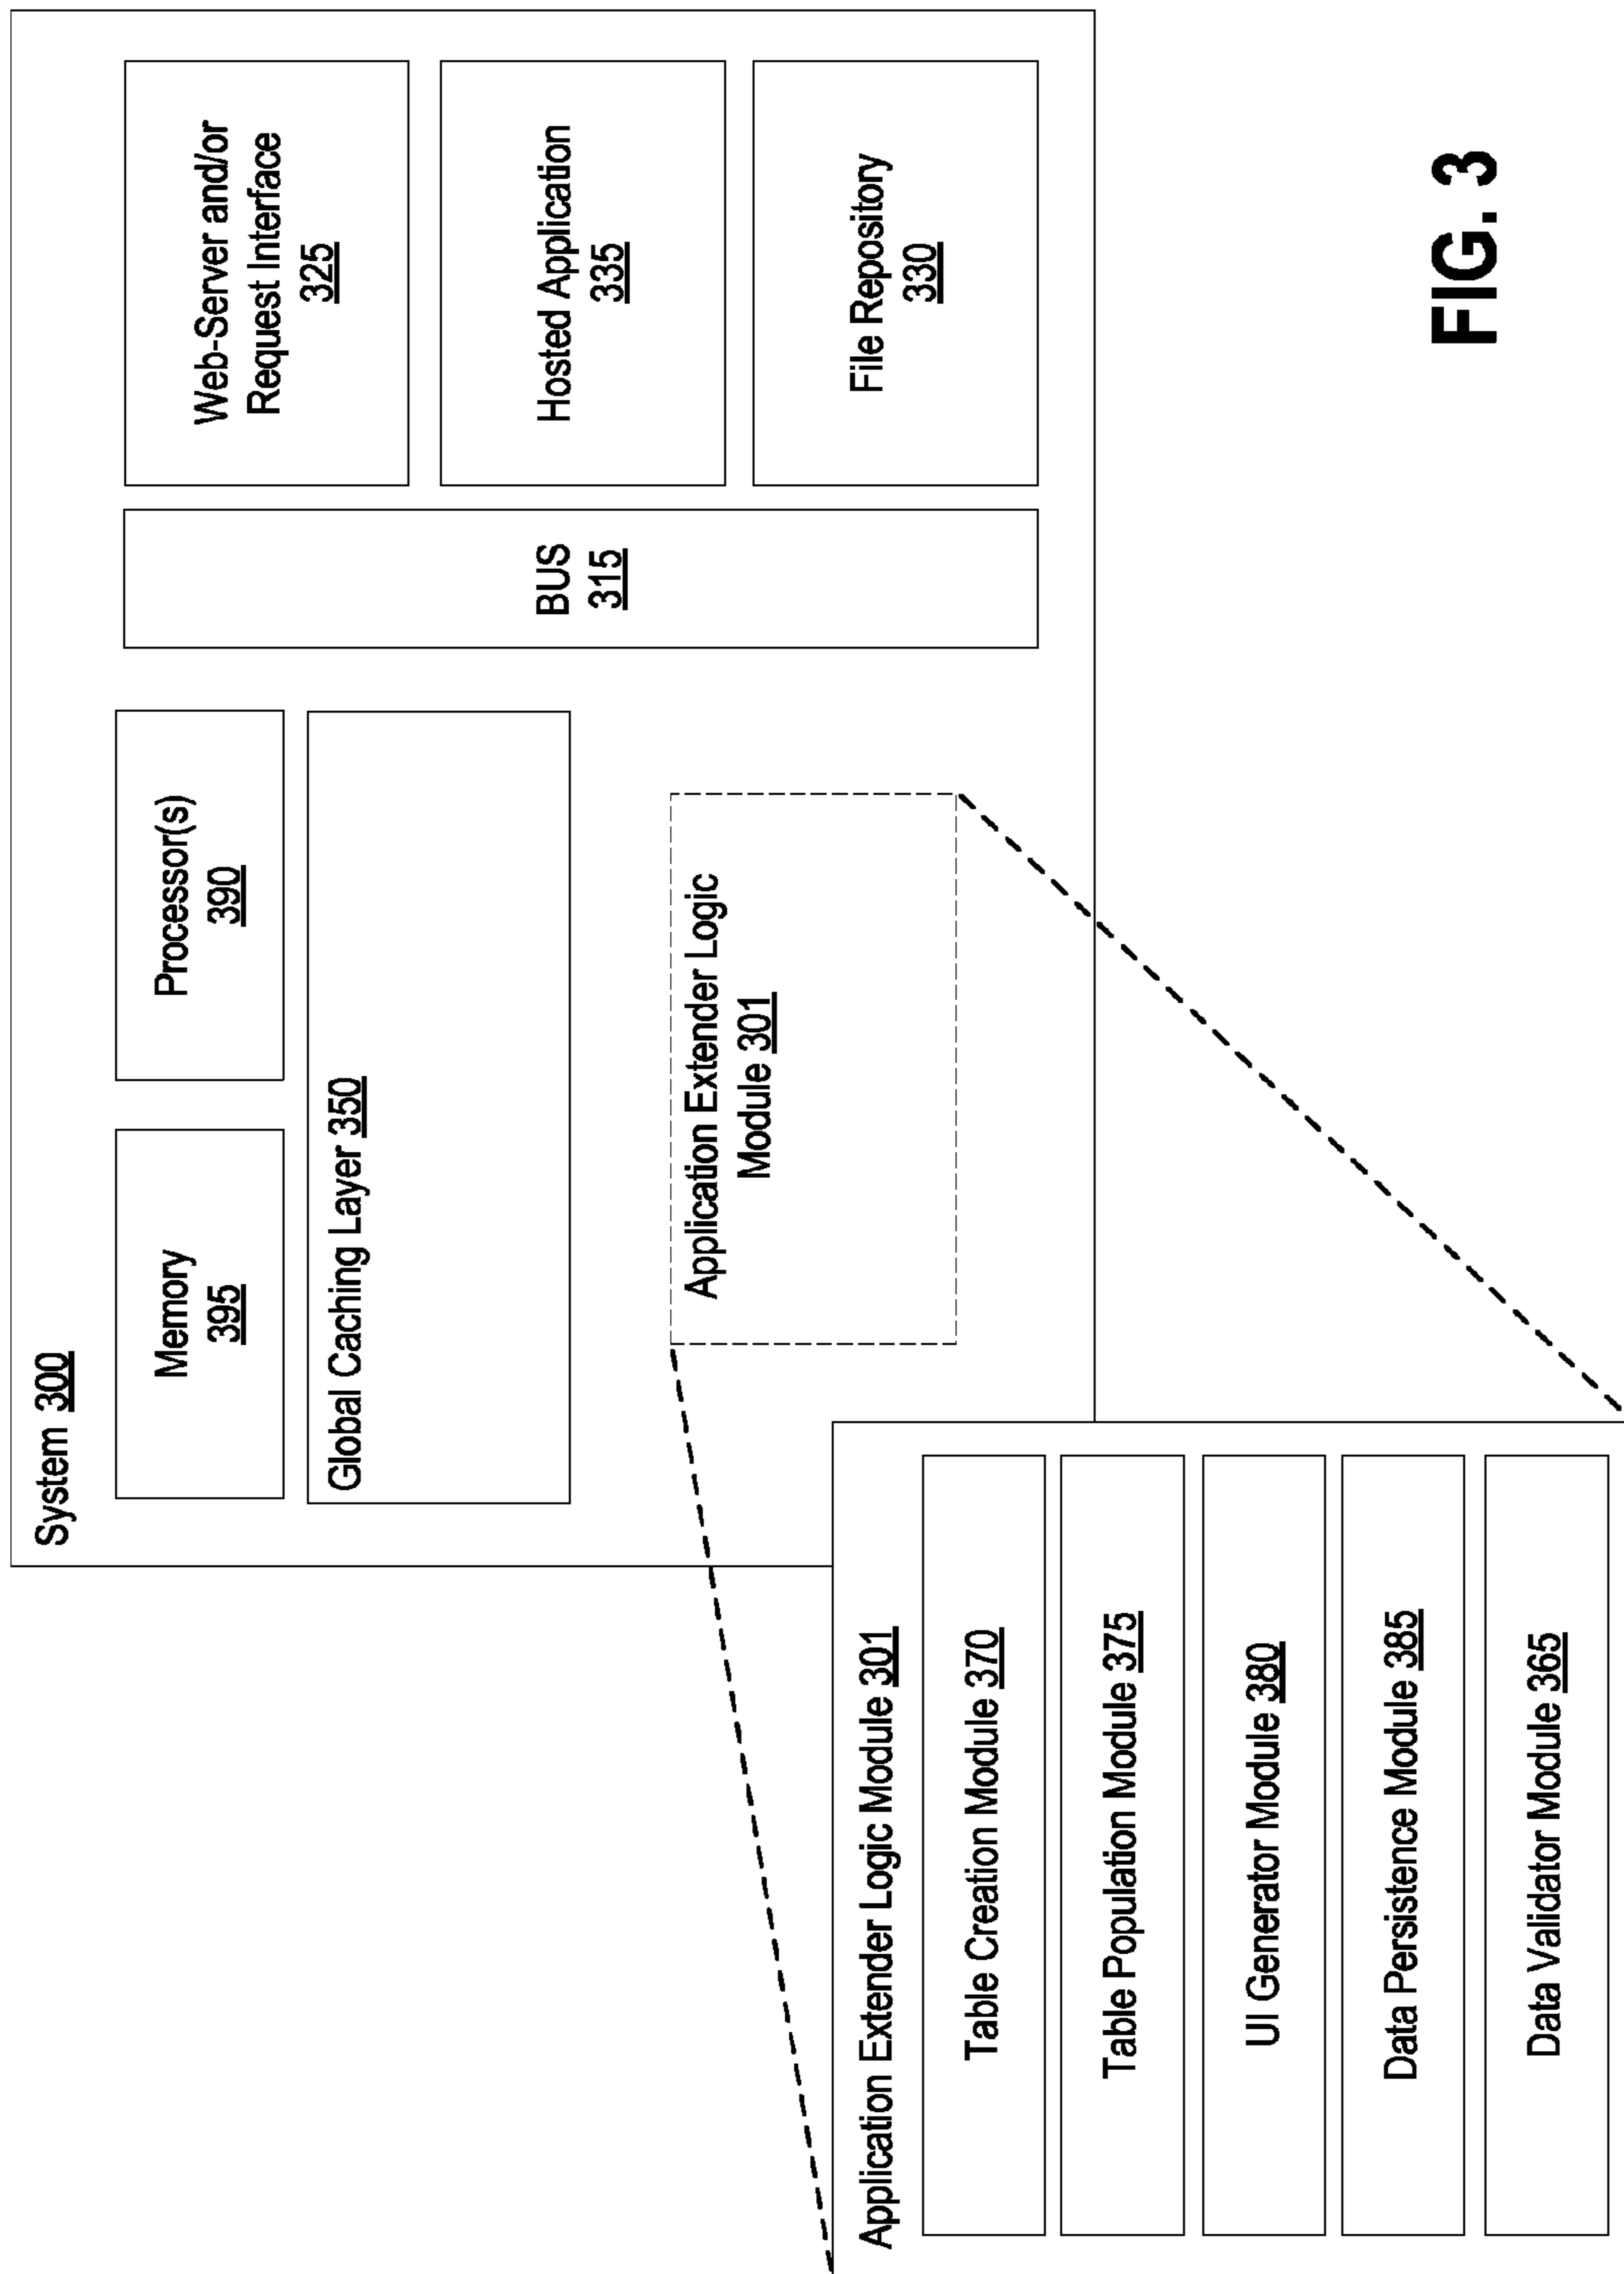 System 300
Memory
395
Processor(s)
390
Global Caching Layer 350
Application Extender Logic
Module 301
BUS
315
Web-Server and/or
Request Interface
325
Hosted Application
335
File Repository
330
Application Extender Logic Module 301
Table Creation Module 370
Table Population Module 375
UI Generator Module 380
Data Persistence Module 385
Data Validator Module 365
FIG. 3